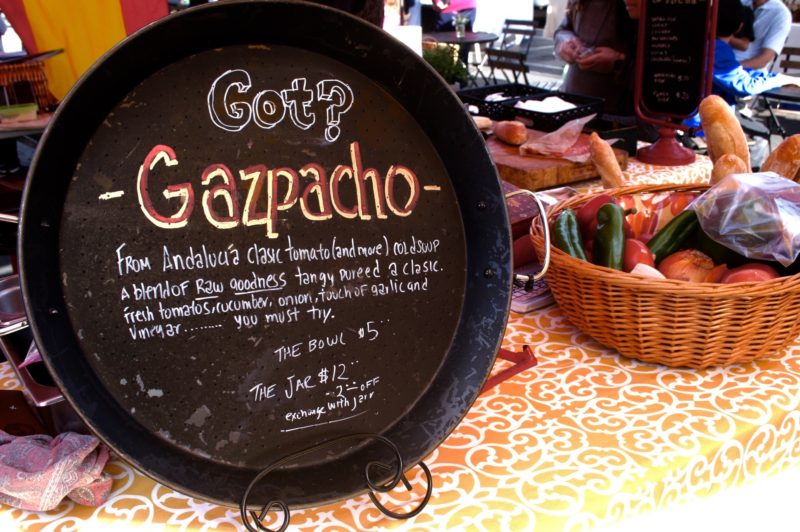 Got?
- Gazpacho -
From Andalucía clasic tomato (and more) cold soup
a blend of Raw goodness tangy pureed a clasic.
fresh tomatos, cucumber, onion, touch of garlic and
vinegar........ you must try.
THE BOWL $5..
THE JAR $12..
2.- OFF
exchange with jar